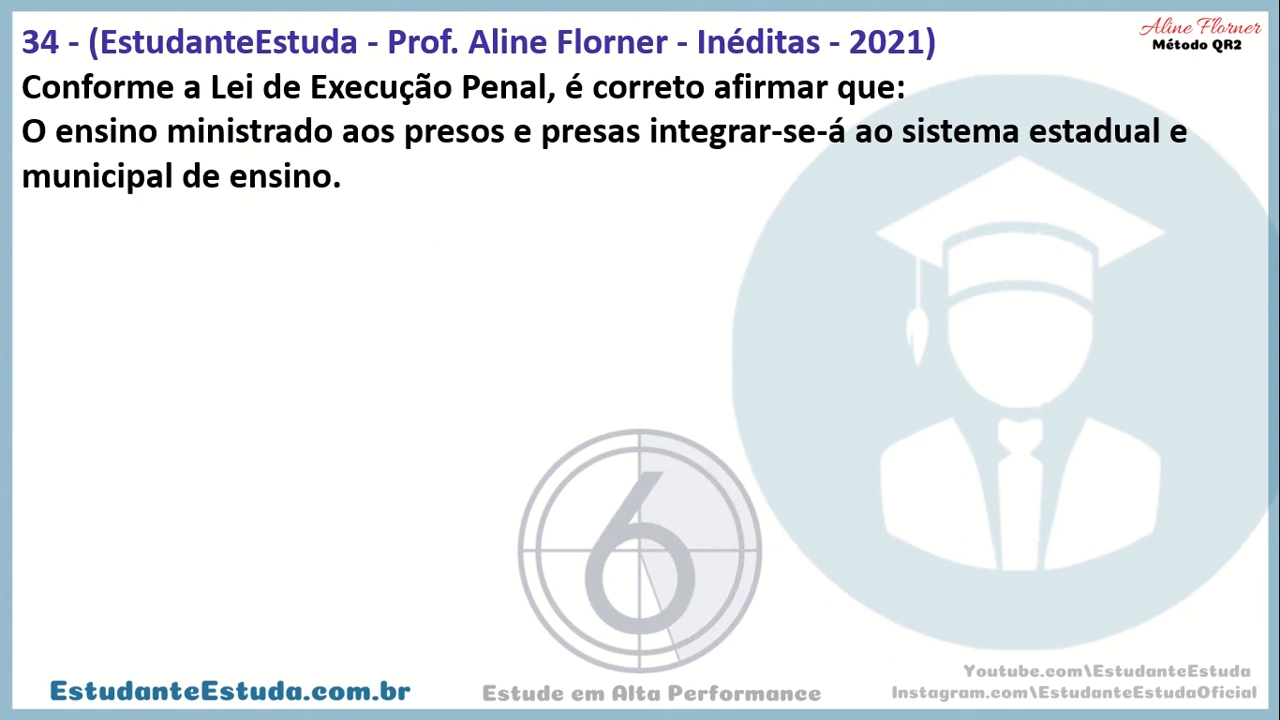 34 - (EstudanteEstuda - Prof. Aline Florner - Inéditas - 2021)
Aline Florner
Método QR2
Conforme a Lei de Execução Penal, é correto afirmar que:
O ensino ministrado aos presos e presas integrar-se-á ao sistema estadual e
municipal de ensino.
6
Youtube.com\EstudanteEstuda
EstudanteEstuda.com.br
Estude em Alta Performance
Instagram.com\EstudanteEstudaOficial